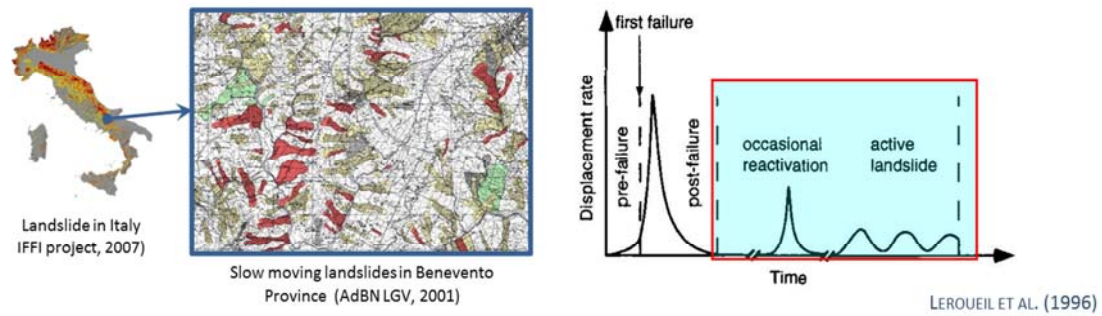 Landslide in Italy
IFFI project, 2007)
Slow moving landslides in Benevento
Province (AdBN LGV, 2001)
first failure
Displacement rate
pre-failure
post-failure
occasional
reactivation
active
landslide
Time
LEROUEIL ET AL. (1996)